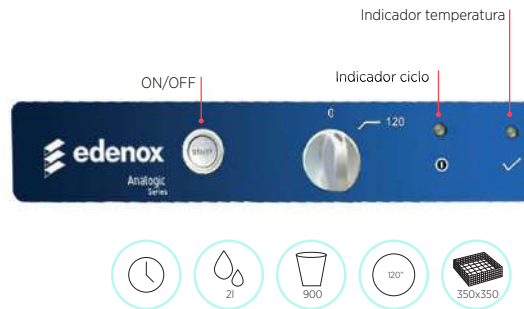 Indicador temperatura
ON/OFF
Indicador ciclo
0
120
edenox
START
Analogic
Series
2l
900
120"
350x350